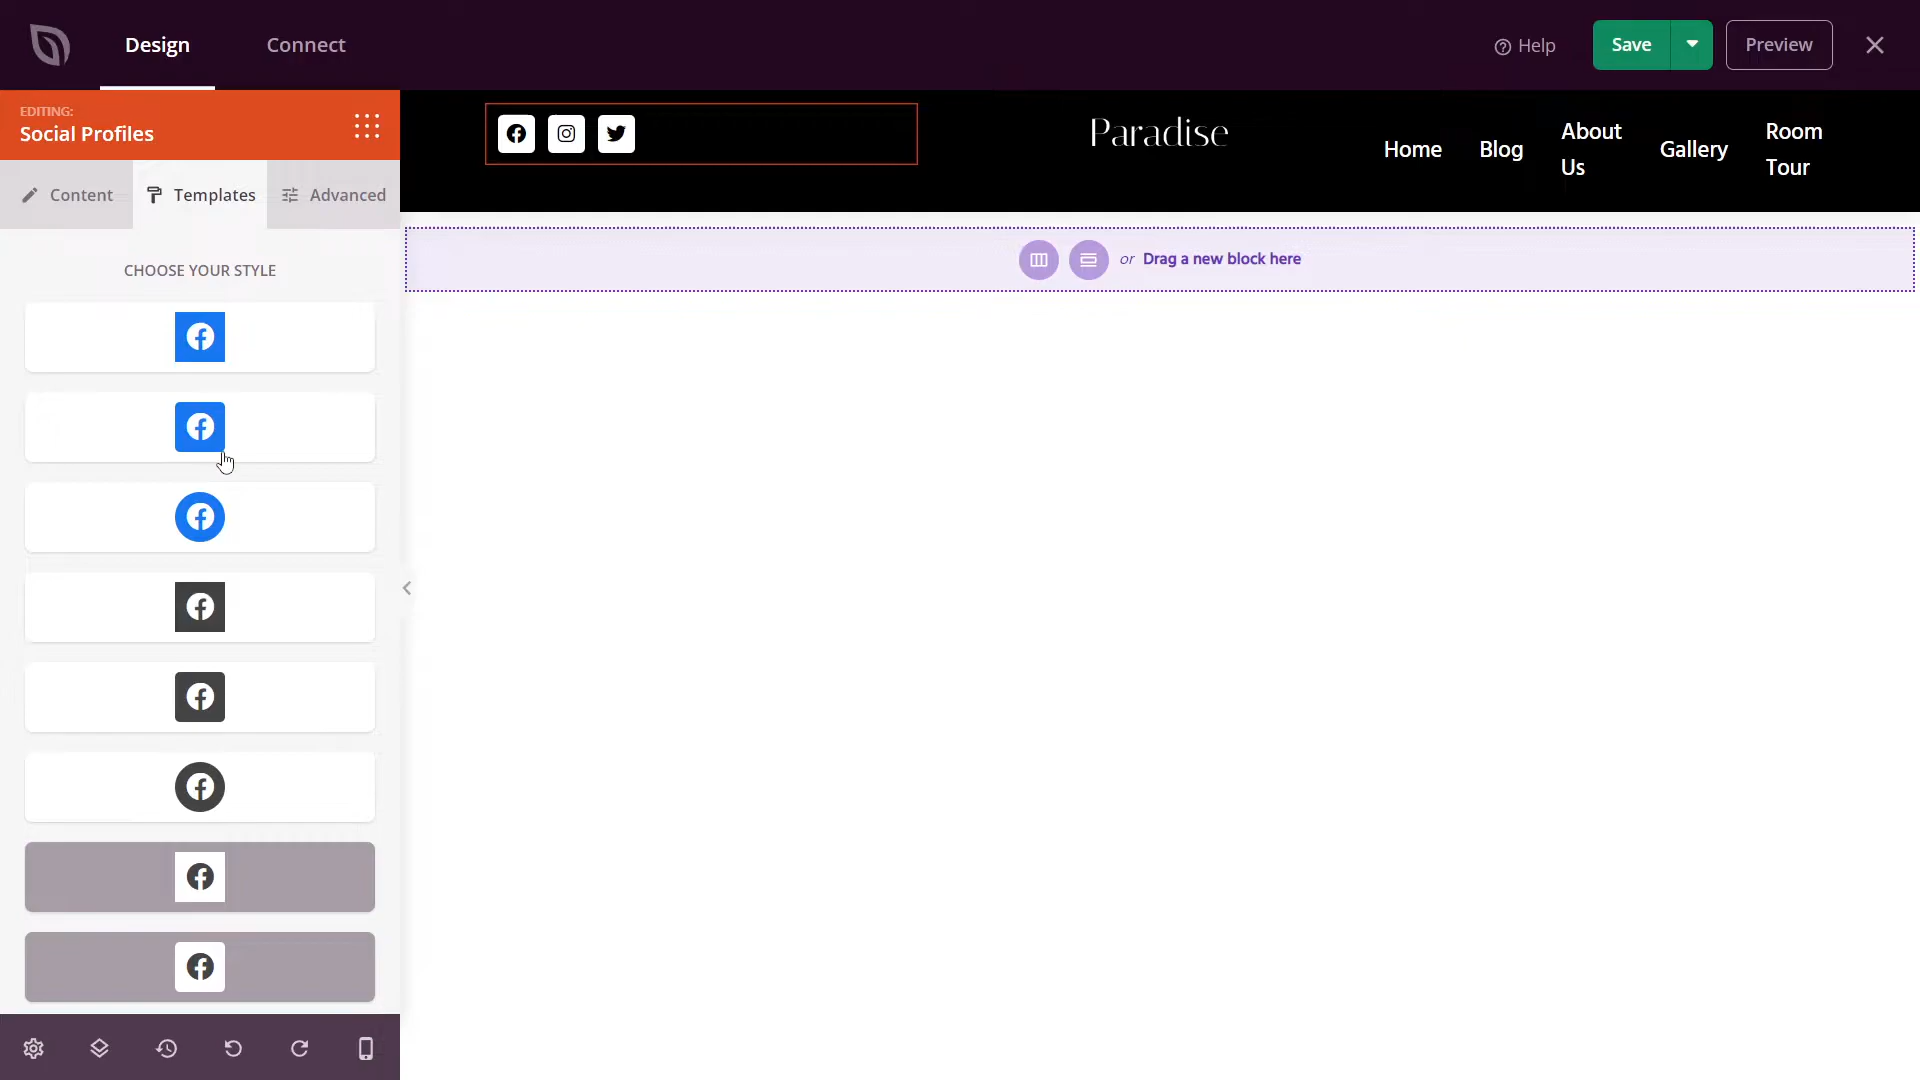 Design
Connect
Help
Save
Preview
EDITING:
Social Profiles
Content
Templates
Advanced
CHOOSE YOUR STYLE
Paradise
Home
Blog
About
Us
Gallery
Room
Tour
or Drag a new block here